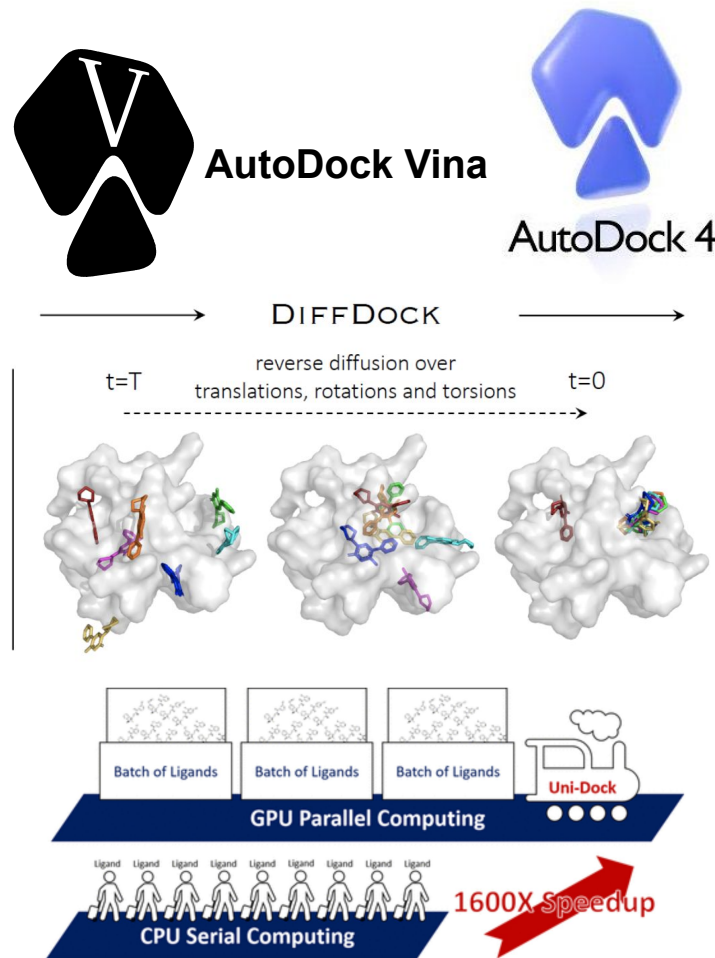 V
AutoDock Vina
AutoDock 4
DIFFDOCK
reverse diffusion over
translations, rotations and torsions
t=T
t=0
Batch of Ligands
Batch of Ligands
Batch of Ligands
Uni-Dock
GPU Parallel Computing
Ligand Ligand Ligand Ligand Ligand Ligand Ligand Ligand Ligand
1600X Speedup
CPU Serial Computing